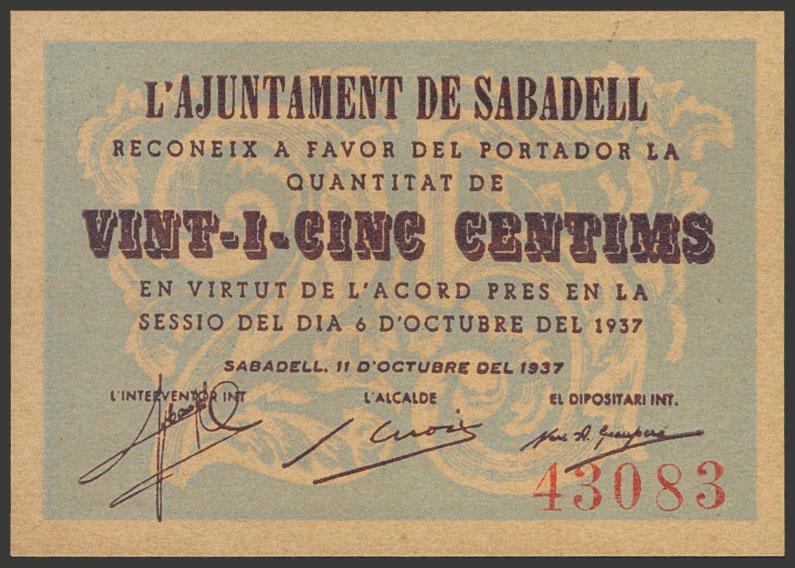 L'AJUNTAMENT DE SABADELL
RECONEIX A FAVOR DEL PORTADOR LA
QUANTITAT DE
VINT-I-CINC CENTIMS
EN VIRTUT DE L'ACORD PRES EN LA
SESSIO DEL DIA 6 D'OCTUBRE DEL 1937
SABADELL, 11 D'OCTUBRE DEL 1937
L'INTERVENTOR INT L'ALCALDE EL DIPOSITARI INT.
43083
25